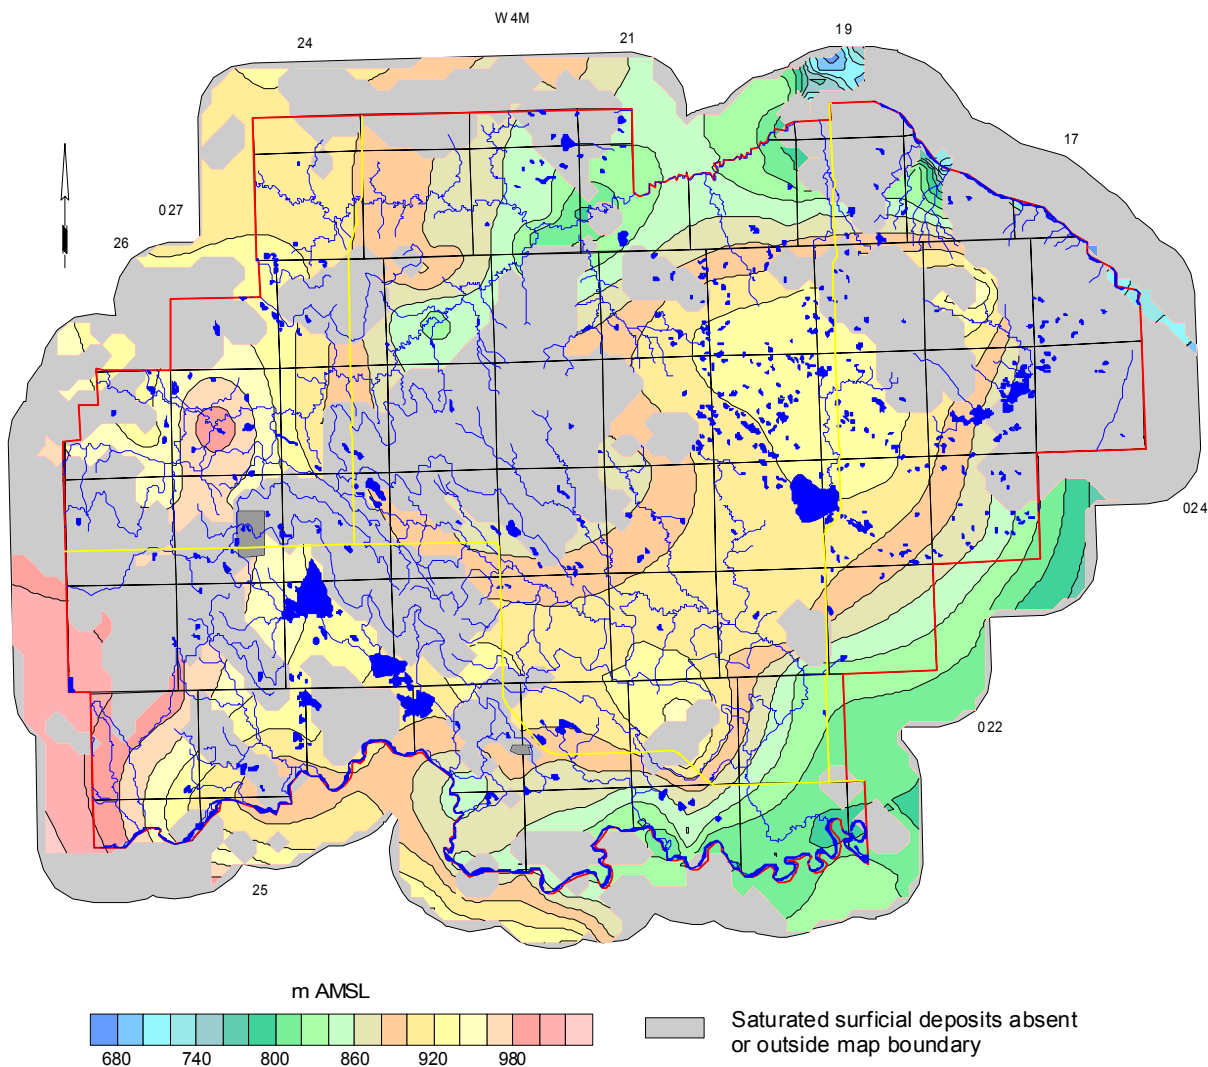 W 4M
24
21
19
17
027
26
024
022
25
m AMSL
680 740 800 860 920 980
Saturated surficial deposits absent
or outside map boundary